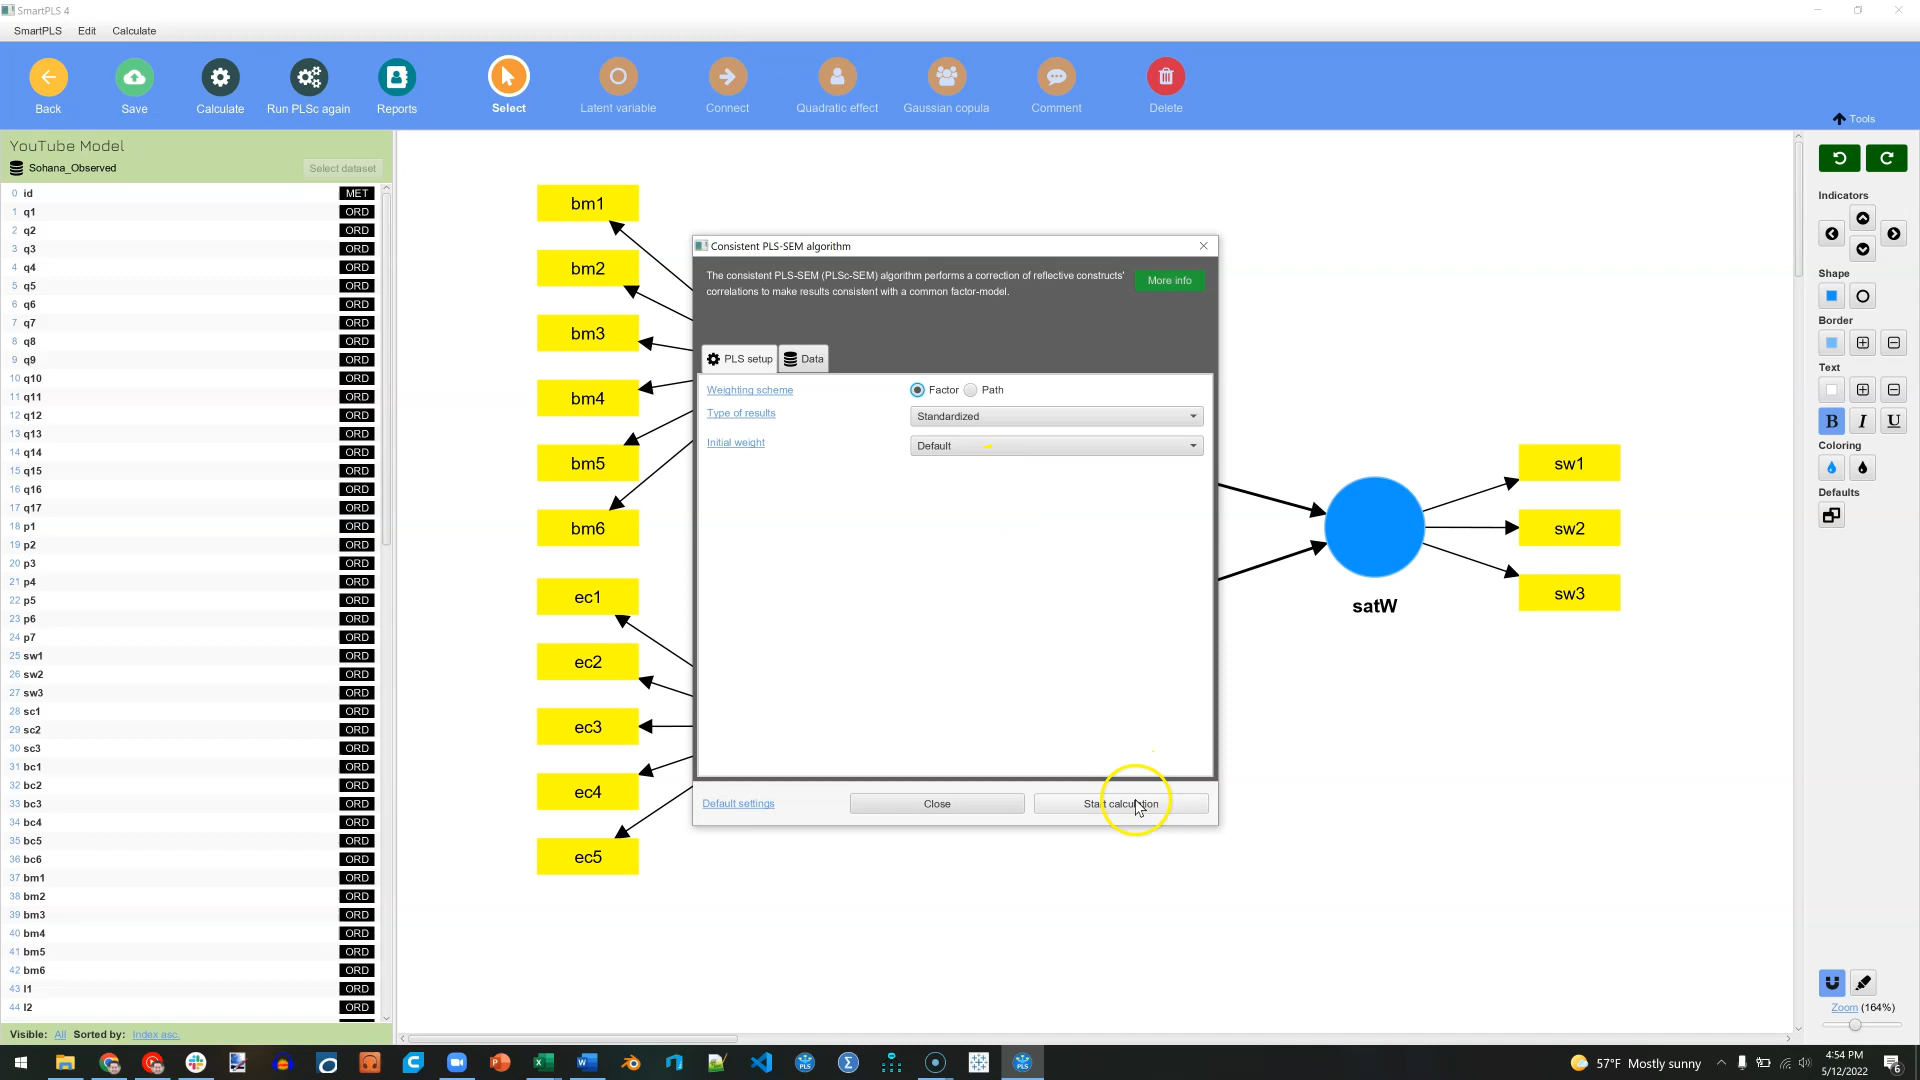 SmartPLS 4
SmartPLS Edit Calculate
Back Save Calculate Run PLSc again Reports Select Latent variable Connect Quadratic effect Gaussian copula Comment Delete
Tools
YouTube Model
Sohana_Observed Select dataset
0 id MET
1 q1 ORD
2 q2 ORD
3 q3 ORD
4 q4 ORD
5 q5 ORD
6 q6 ORD
7 q7 ORD
8 q8 ORD
9 q9 ORD
10 q10 ORD
11 q11 ORD
12 q12 ORD
13 q13 ORD
14 q14 ORD
15 q15 ORD
16 q16 ORD
17 q17 ORD
18 p1 ORD
19 p2 ORD
20 p3 ORD
21 p4 ORD
22 p5 ORD
23 p6 ORD
24 p7 ORD
25 sw1 ORD
26 sw2 ORD
27 sw3 ORD
28 sc1 ORD
29 sc2 ORD
30 sc3 ORD
31 bc1 ORD
32 bc2 ORD
33 bc3 ORD
34 bc4 ORD
35 bc5 ORD
36 bc6 ORD
37 bm1 ORD
38 bm2 ORD
39 bm3 ORD
40 bm4 ORD
41 bm5 ORD
42 bm6 ORD
43 l1 ORD
44 l2 ORD
Visible: All Sorted by: Index asc.
bm1
bm2
bm3
bm4
bm5
bm6
ec1
ec2
ec3
ec4
ec5
Consistent PLS-SEM algorithm
The consistent PLS-SEM (PLSc-SEM) algorithm performs a correction of reflective constructs'
correlations to make results consistent with a common factor-model.
More info
PLS setup Data
Weighting scheme Factor Path
Type of results Standardized
Initial weight Default
Default settings Close Start calculation
satW
sw1
sw2
sw3
Indicators
Shape
Border
Text
B I U
Coloring
Defaults
Zoom (164%)
57°F Mostly sunny
4:54 PM
5/12/2022
6